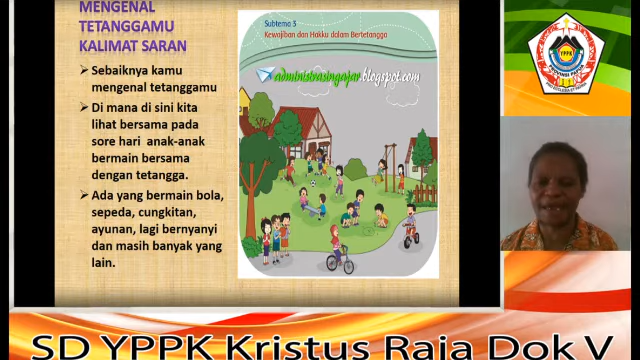 MENGENAL
TETANGGAMU
KALIMAT SARAN
Sebaiknya kamu
mengenal tetanggamu
Di mana di sini kita
lihat bersama pada
sore hari anak-anak
bermain bersama
dengan tetangga.
Ada yang bermain bola,
sepeda, cungkitan,
ayunan, lagi bernyanyi
dan masih banyak yang
lain.
Subtema 3
Kewajiban dan Hakku dalam Bertetangga
administrasingajar.blogspot.com
YPPK
PROVINSI PAPUA
SD YPPK Kristus Raja Dok V